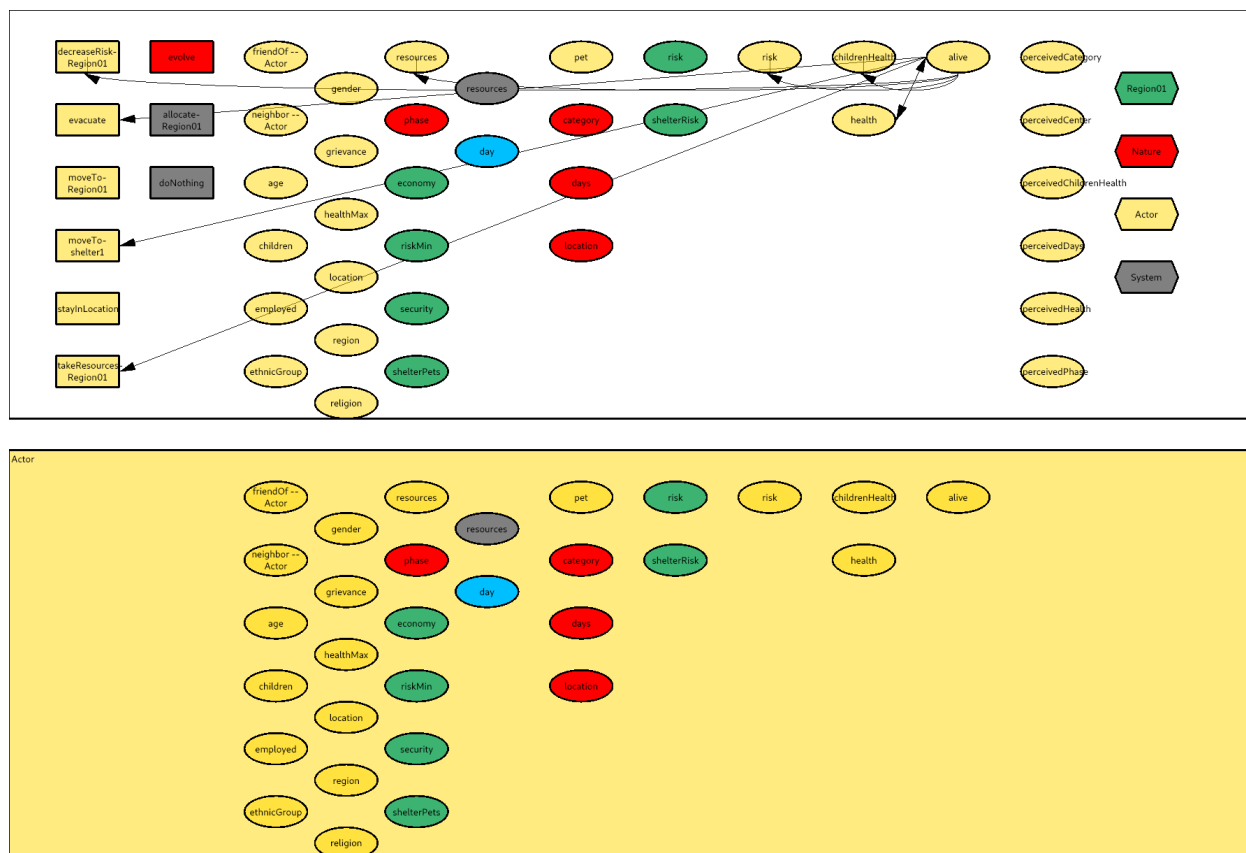 decreaseRisk-
Region01
evolve
friendOf --
Actor
resources
pet
risk
risk
childrenHealth
alive
perceivedCategory
gender
resources
Region01
evacuate
allocate-
Region01
neighbor --
Actor
phase
category
shelterRisk
health
perceivedCenter
grievance
day
Nature
moveTo-
Region01
doNothing
age
economy
days
perceivedChildrenHealth
healthMax
Actor
moveTo-
shelter1
children
riskMin
location
perceivedDays
location
System
stayInLocation
employed
security
perceivedHealth
region
takeResources-
Region01
ethnicGroup
shelterPets
perceivedPhase
religion
Actor
friendOf --
Actor
resources
pet
risk
risk
childrenHealth
alive
gender
resources
neighbor --
Actor
phase
category
shelterRisk
health
grievance
day
age
economy
days
healthMax
children
riskMin
location
location
employed
security
region
ethnicGroup
shelterPets
religion